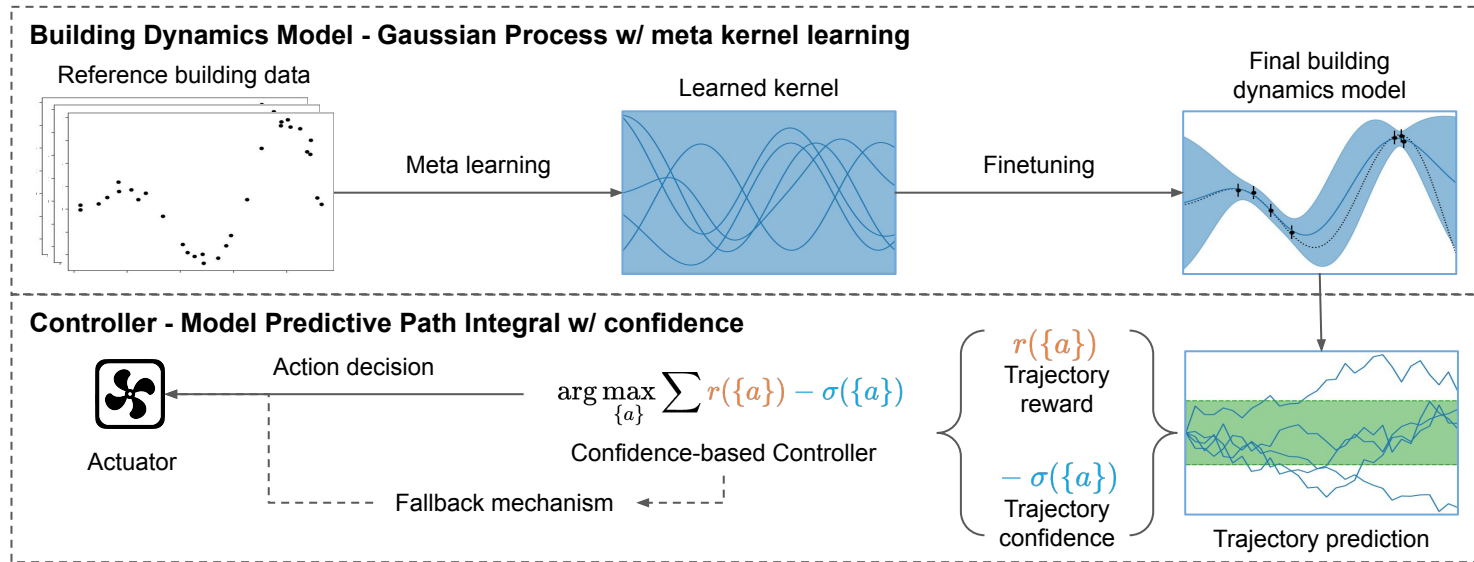 Building Dynamics Model - Gaussian Process w/ meta kernel learning
Reference building data
Learned kernel
Final building
dynamics model
Meta learning
Finetuning
Controller - Model Predictive Path Integral w/ confidence
Action decision
arg max ∑ r({a}) − σ({a})
{a}
Confidence-based Controller
Actuator
Fallback mechanism
r({a})
Trajectory
reward
− σ({a})
Trajectory
confidence
Trajectory prediction